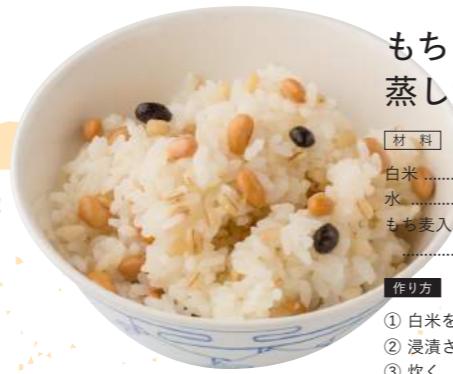 もち
蒸し
材 料
白米 ..........
水 ............
もち麦入
............
作り方
① 白米を
② 浸漬さ
③ 炊く